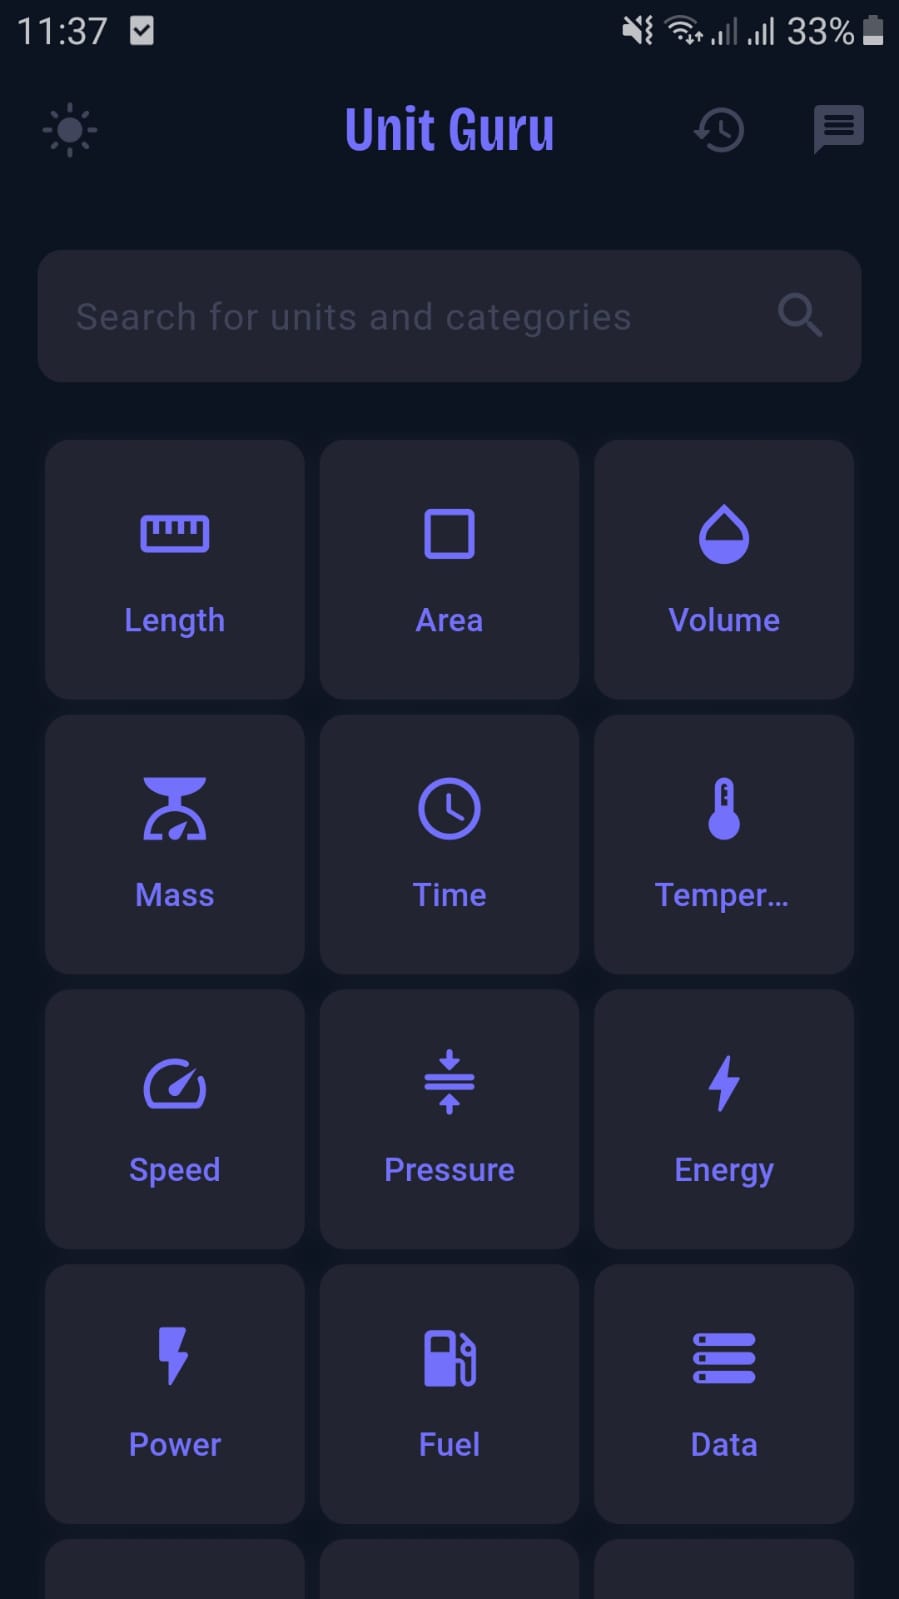 11:37 33%
Unit Guru
Search for units and categories
Length Area Volume
Mass Time Temper...
Speed Pressure Energy
Power Fuel Data